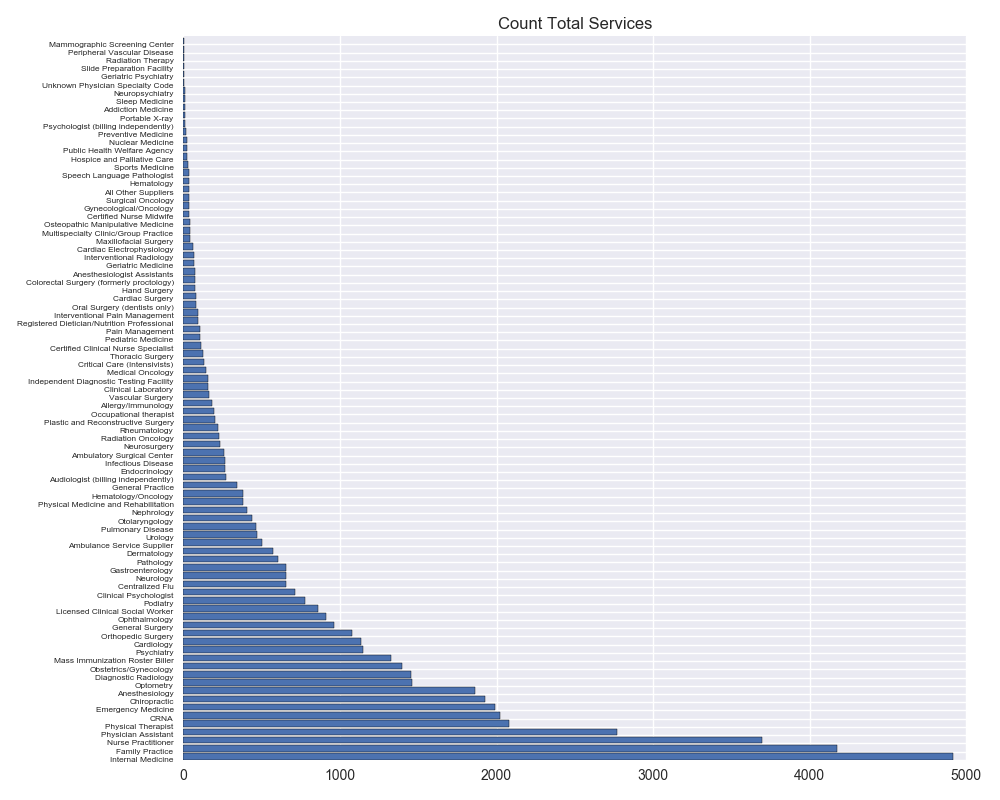 Count Total Services
Mammographic Screening Center
Peripheral Vascular Disease
Radiation Therapy
Slide Preparation Facility
Geriatric Psychiatry
Unknown Physician Specialty Code
Neuropsychiatry
Sleep Medicine
Addiction Medicine
Portable X-ray
Psychologist (billing independently)
Preventive Medicine
Nuclear Medicine
Public Health Welfare Agency
Hospice and Palliative Care
Sports Medicine
Speech Language Pathologist
Hematology
All Other Suppliers
Surgical Oncology
Gynecological/Oncology
Certified Nurse Midwife
Osteopathic Manipulative Medicine
Multispecialty Clinic/Group Practice
Maxillofacial Surgery
Cardiac Electrophysiology
Interventional Radiology
Geriatric Medicine
Anesthesiologist Assistants
Colorectal Surgery (formerly proctology)
Hand Surgery
Cardiac Surgery
Oral Surgery (dentists only)
Interventional Pain Management
Registered Dietician/Nutrition Professional
Pain Management
Pediatric Medicine
Certified Clinical Nurse Specialist
Thoracic Surgery
Critical Care (Intensivists)
Medical Oncology
Independent Diagnostic Testing Facility
Clinical Laboratory
Vascular Surgery
Allergy/Immunology
Occupational therapist
Plastic and Reconstructive Surgery
Rheumatology
Radiation Oncology
Neurosurgery
Ambulatory Surgical Center
Infectious Disease
Endocrinology
Audiologist (billing independently)
General Practice
Hematology/Oncology
Physical Medicine and Rehabilitation
Nephrology
Otolaryngology
Pulmonary Disease
Urology
Ambulance Service Supplier
Dermatology
Pathology
Gastroenterology
Neurology
Centralized Flu
Clinical Psychologist
Podiatry
Licensed Clinical Social Worker
Ophthalmology
General Surgery
Orthopedic Surgery
Cardiology
Psychiatry
Mass Immunization Roster Biller
Obstetrics/Gynecology
Diagnostic Radiology
Optometry
Anesthesiology
Chiropractic
Emergency Medicine
CRNA
Physical Therapist
Physician Assistant
Nurse Practitioner
Family Practice
Internal Medicine
0 1000 2000 3000 4000 5000